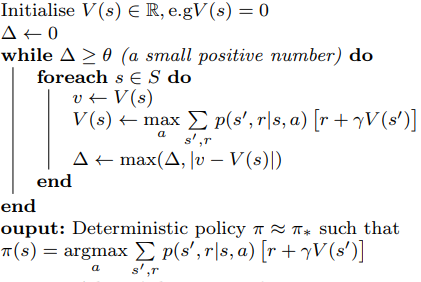 Initialise V(s) ∈ ℝ, e.gV(s) = 0
Δ ← 0
while Δ ≥ θ (a small positive number) do
foreach s ∈ S do
v ← V(s)
V(s) ← max_a ∑_{s′,r} p(s′, r|s, a) [r + γV(s′)]
Δ ← max(Δ, |v − V(s)|)
end
end
ouput: Deterministic policy π ≈ π_* such that
π(s) = argmax_a ∑_{s′,r} p(s′, r|s, a) [r + γV(s′)]